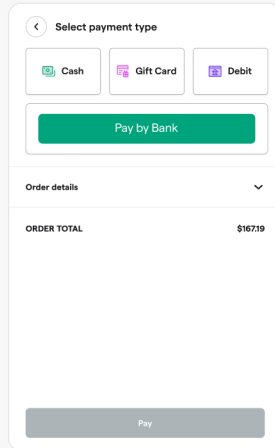 Select payment type
Cash Gift Card Debit
Pay by Bank
Order details
ORDER TOTAL $167.19
Pay